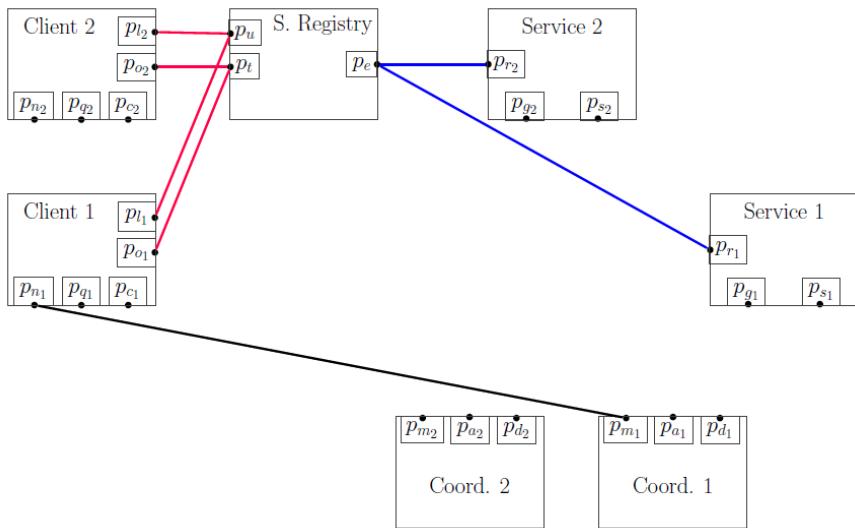 Client 2
p_{l_2}
p_{o_2}
p_{n_2} p_{q_2} p_{c_2}
S. Registry
p_u
p_t
p_e
Service 2
p_{r_2}
p_{g_2} p_{s_2}
Client 1
p_{l_1}
p_{o_1}
p_{n_1} p_{q_1} p_{c_1}
Service 1
p_{r_1}
p_{g_1} p_{s_1}
p_{m_2} p_{a_2} p_{d_2}
Coord. 2
p_{m_1} p_{a_1} p_{d_1}
Coord. 1